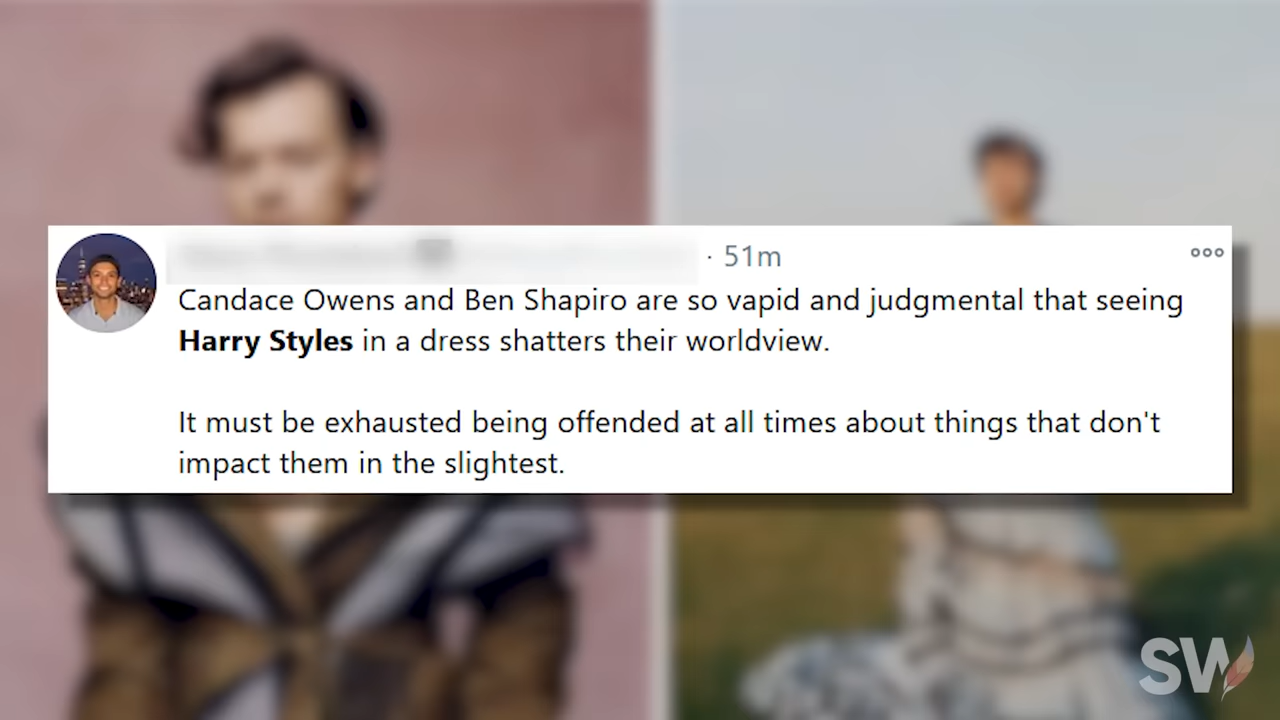 · 51m
Candace Owens and Ben Shapiro are so vapid and judgmental that seeing
Harry Styles in a dress shatters their worldview.
It must be exhausted being offended at all times about things that don't
impact them in the slightest.
SW